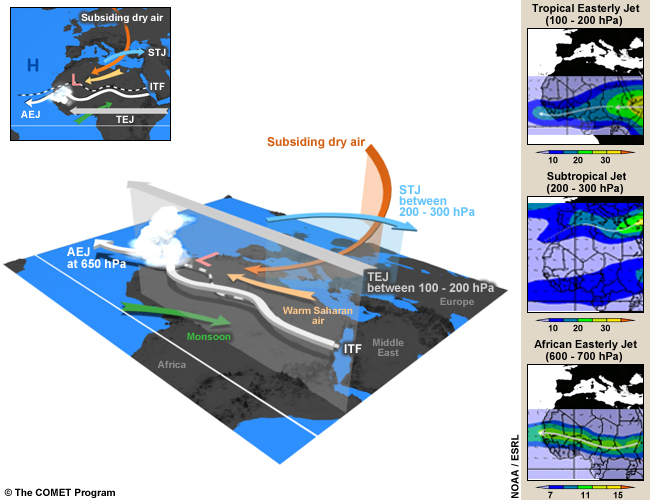 Subsiding dry air
H
STJ
L
ITF
AEJ
TEJ
Subsiding dry air
STJ
between
200 - 300 hPa
AEJ
at 650 hPa
L
TEJ
between 100 - 200 hPa
Europe
Warm Saharan
air
Monsoon
ITF
Middle
East
Africa
© The COMET Program
Tropical Easterly Jet
(100 - 200 hPa)
10 20 30
Subtropical Jet
(200 - 300 hPa)
10 20 30
African Easterly Jet
(600 - 700 hPa)
7 11 15
NOAA / ESRL